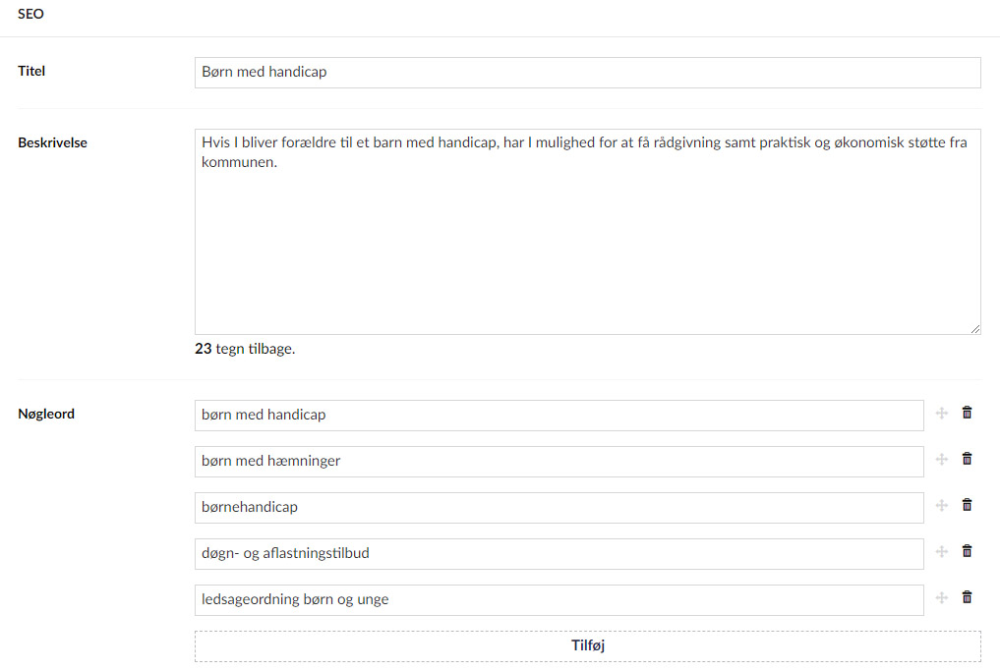 SEO
Titel
Børn med handicap
Beskrivelse
Hvis I bliver forældre til et barn med handicap, har I mulighed for at få rådgivning samt praktisk og økonomisk støtte fra
kommunen.
23 tegn tilbage.
Nøgleord
børn med handicap
børn med hæmninger
børnehandicap
døgn- og aflastningstilbud
ledsageordning børn og unge
Tilføj